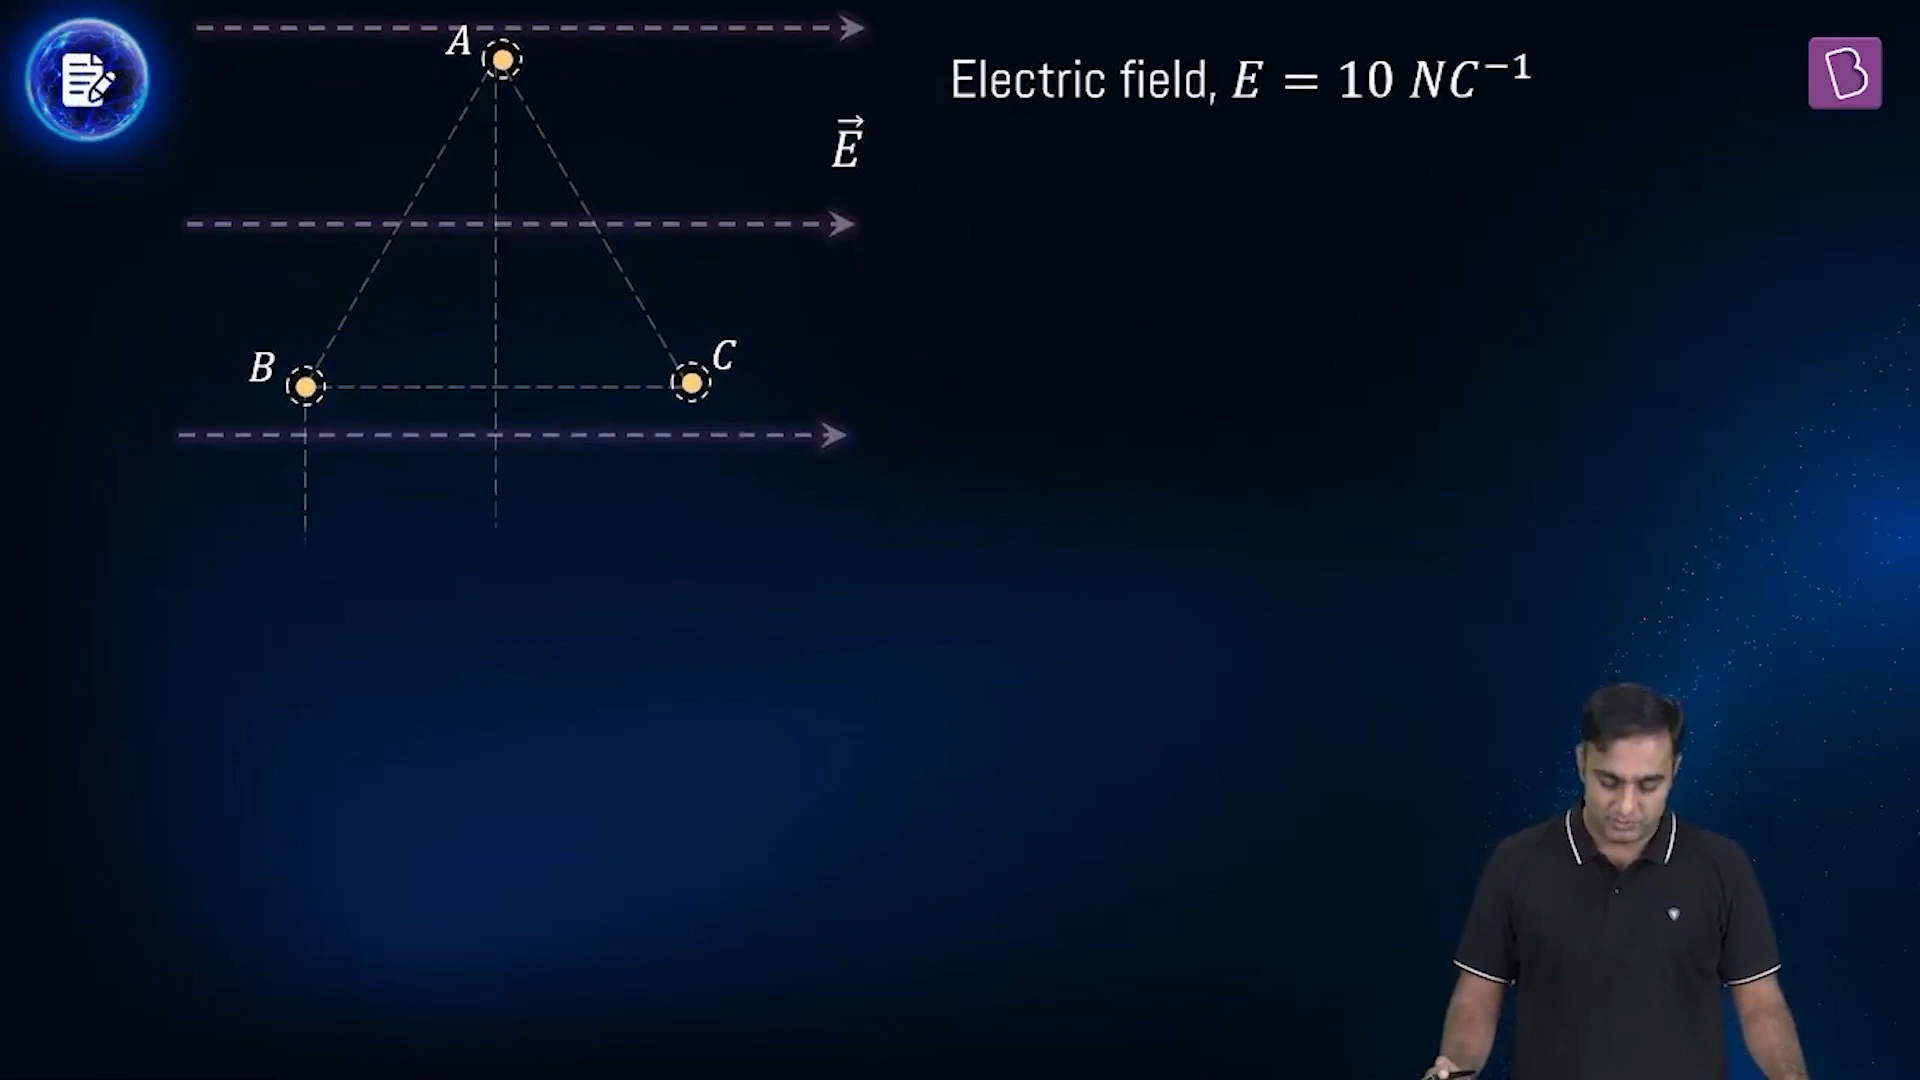 A
Electric field, E = 10 NC⁻¹
B
E⃗
B
C